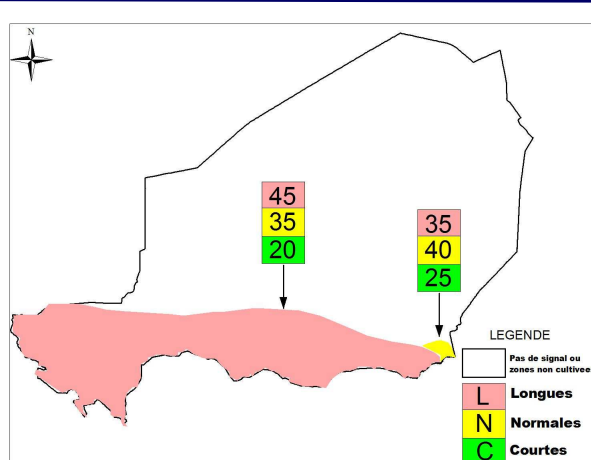 N
45
35
20
35
40
25
LEGENDE
Pas de signal ou
zones non cultivee
L Longues
N Normales
C Courtes